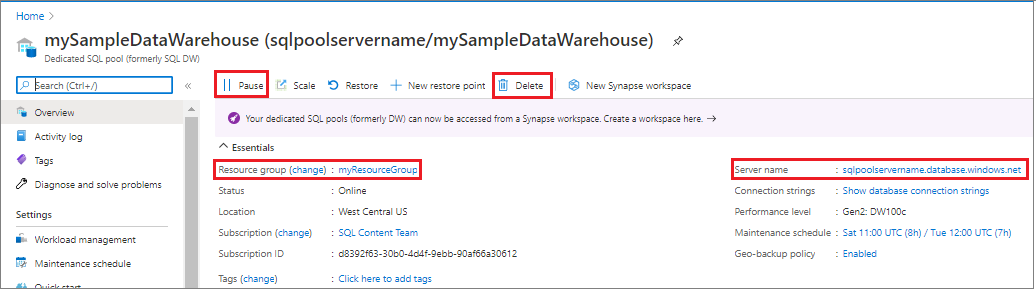 Home >
mySampleDataWarehouse (sqlpoolservername/mySampleDataWarehouse)
Dedicated SQL pool (formerly SQL DW)
Search (Ctrl+/)
«
Pause
Scale
Restore
New restore point
Delete
New Synapse workspace
Overview
Activity log
Tags
Diagnose and solve problems
Settings
Workload management
Maintenance schedule
Quick start
Your dedicated SQL pools (formerly DW) can now be accessed from a Synapse workspace. Create a workspace here. →
Essentials
Resource group (change) : myResourceGroup
Status : Online
Location : West Central US
Subscription (change) : SQL Content Team
Subscription ID : d8392f63-30b0-4d4f-9ebb-90af66a30612
Tags (change) : Click here to add tags
Server name : sqlpoolservername.database.windows.net
Connection strings : Show database connection strings
Performance level : Gen2: DW100c
Maintenance schedule : Sat 11:00 UTC (8h) / Tue 12:00 UTC (7h)
Geo-backup policy : Enabled